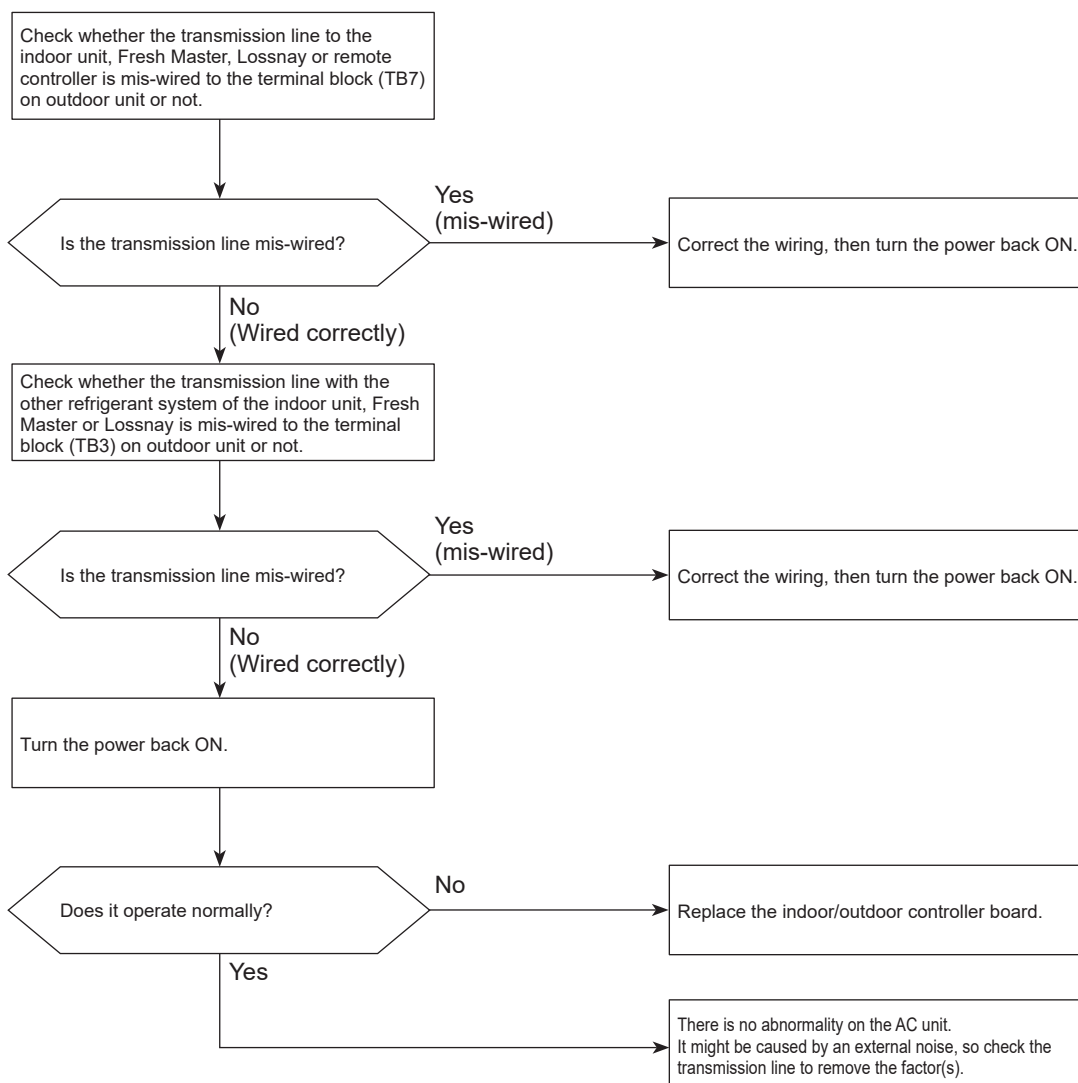 Check whether the transmission line to the
indoor unit, Fresh Master, Lossnay or remote
controller is mis-wired to the terminal block (TB7)
on outdoor unit or not.
Is the transmission line mis-wired?
Yes
(mis-wired)
Correct the wiring, then turn the power back ON.
No
(Wired correctly)
Check whether the transmission line with the
other refrigerant system of the indoor unit, Fresh
Master or Lossnay is mis-wired to the terminal
block (TB3) on outdoor unit or not.
Is the transmission line mis-wired?
Yes
(mis-wired)
Correct the wiring, then turn the power back ON.
No
(Wired correctly)
Turn the power back ON.
Does it operate normally?
No
Replace the indoor/outdoor controller board.
Yes
There is no abnormality on the AC unit.
It might be caused by an external noise, so check the
transmission line to remove the factor(s).